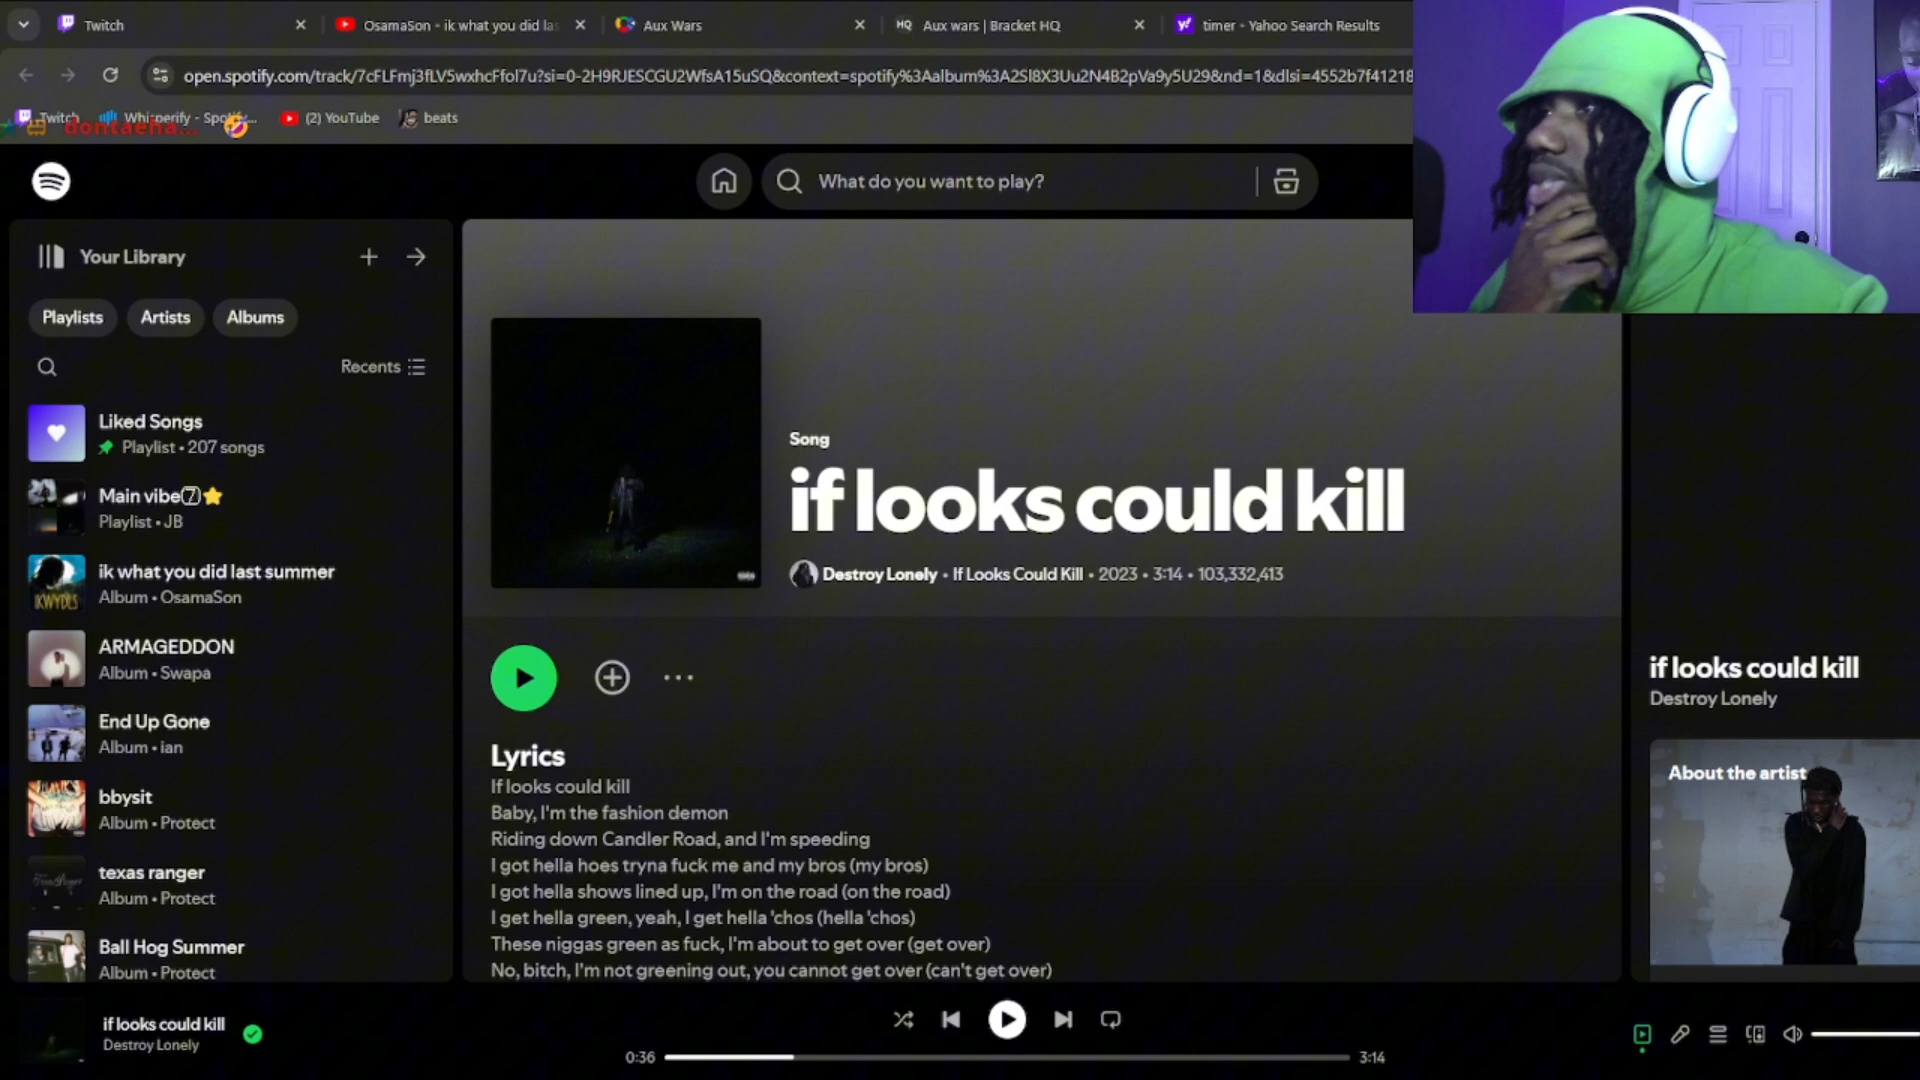 Twitch
OsamaSon - ik what you did las
Aux Wars
HQ Aux wars | Bracket HQ
timer - Yahoo Search Results
open.spotify.com/track/7cFLFmj3fLV5wxhcFfol7u?si=0-2H9RJESCGU2WfsA15uSQ&context=spotify%3Aalbum%3A2Sl8X3Uu2N4B2pVa9y5U29&nd=1&dlsi=4552b7f41218
Twitch
Whisperify - Spotify...
(2) YouTube
beats
What do you want to play?
Your Library
Playlists
Artists
Albums
Recents
Liked Songs
Playlist • 207 songs
Main vibe7⭐
Playlist • JB
ik what you did last summer
Album • OsamaSon
IKWYDLS
ARMAGEDDON
Album • Swapa
End Up Gone
Album • ian
bbysit
Album • Protect
texas ranger
Album • Protect
Ball Hog Summer
Album • Protect
Song
if looks could kill
Destroy Lonely • If Looks Could Kill • 2023 • 3:14 • 103,332,413
Lyrics
If looks could kill
Baby, I'm the fashion demon
Riding down Candler Road, and I'm speeding
I got hella hoes tryna fuck me and my bros (my bros)
I got hella shows lined up, I'm on the road (on the road)
I get hella green, yeah, I get hella 'chos (hella 'chos)
These niggas green as fuck, I'm about to get over (get over)
No, bitch, I'm not greening out, you cannot get over (can't get over)
if looks could kill
Destroy Lonely
About the artist
if looks could kill
Destroy Lonely
0:36
3:14